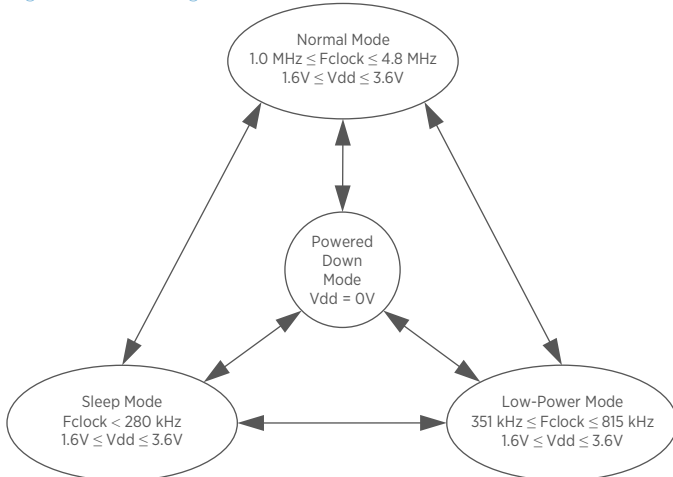 Normal Mode
1.0 MHz ≤ Fclock ≤ 4.8 MHz
1.6V ≤ Vdd ≤ 3.6V
Powered
Down
Mode
Vdd = 0V
Sleep Mode
Fclock < 280 kHz
1.6V ≤ Vdd ≤ 3.6V
Low-Power Mode
351 kHz ≤ Fclock ≤ 815 kHz
1.6V ≤ Vdd ≤ 3.6V